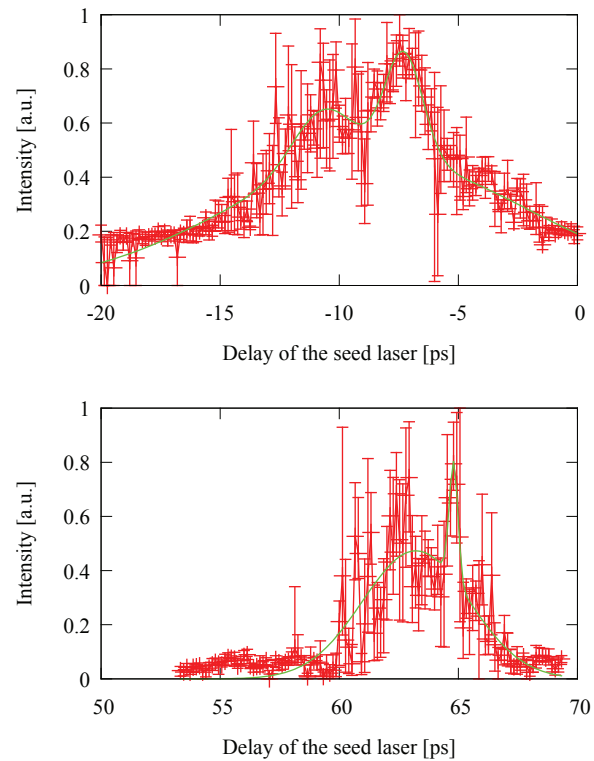 1
0.8
0.6
0.4
0.2
0
Intensity [a.u.]
-20 -15 -10 -5 0
Delay of the seed laser [ps]
1
0.8
0.6
0.4
0.2
0
Intensity [a.u.]
50 55 60 65 70
Delay of the seed laser [ps]